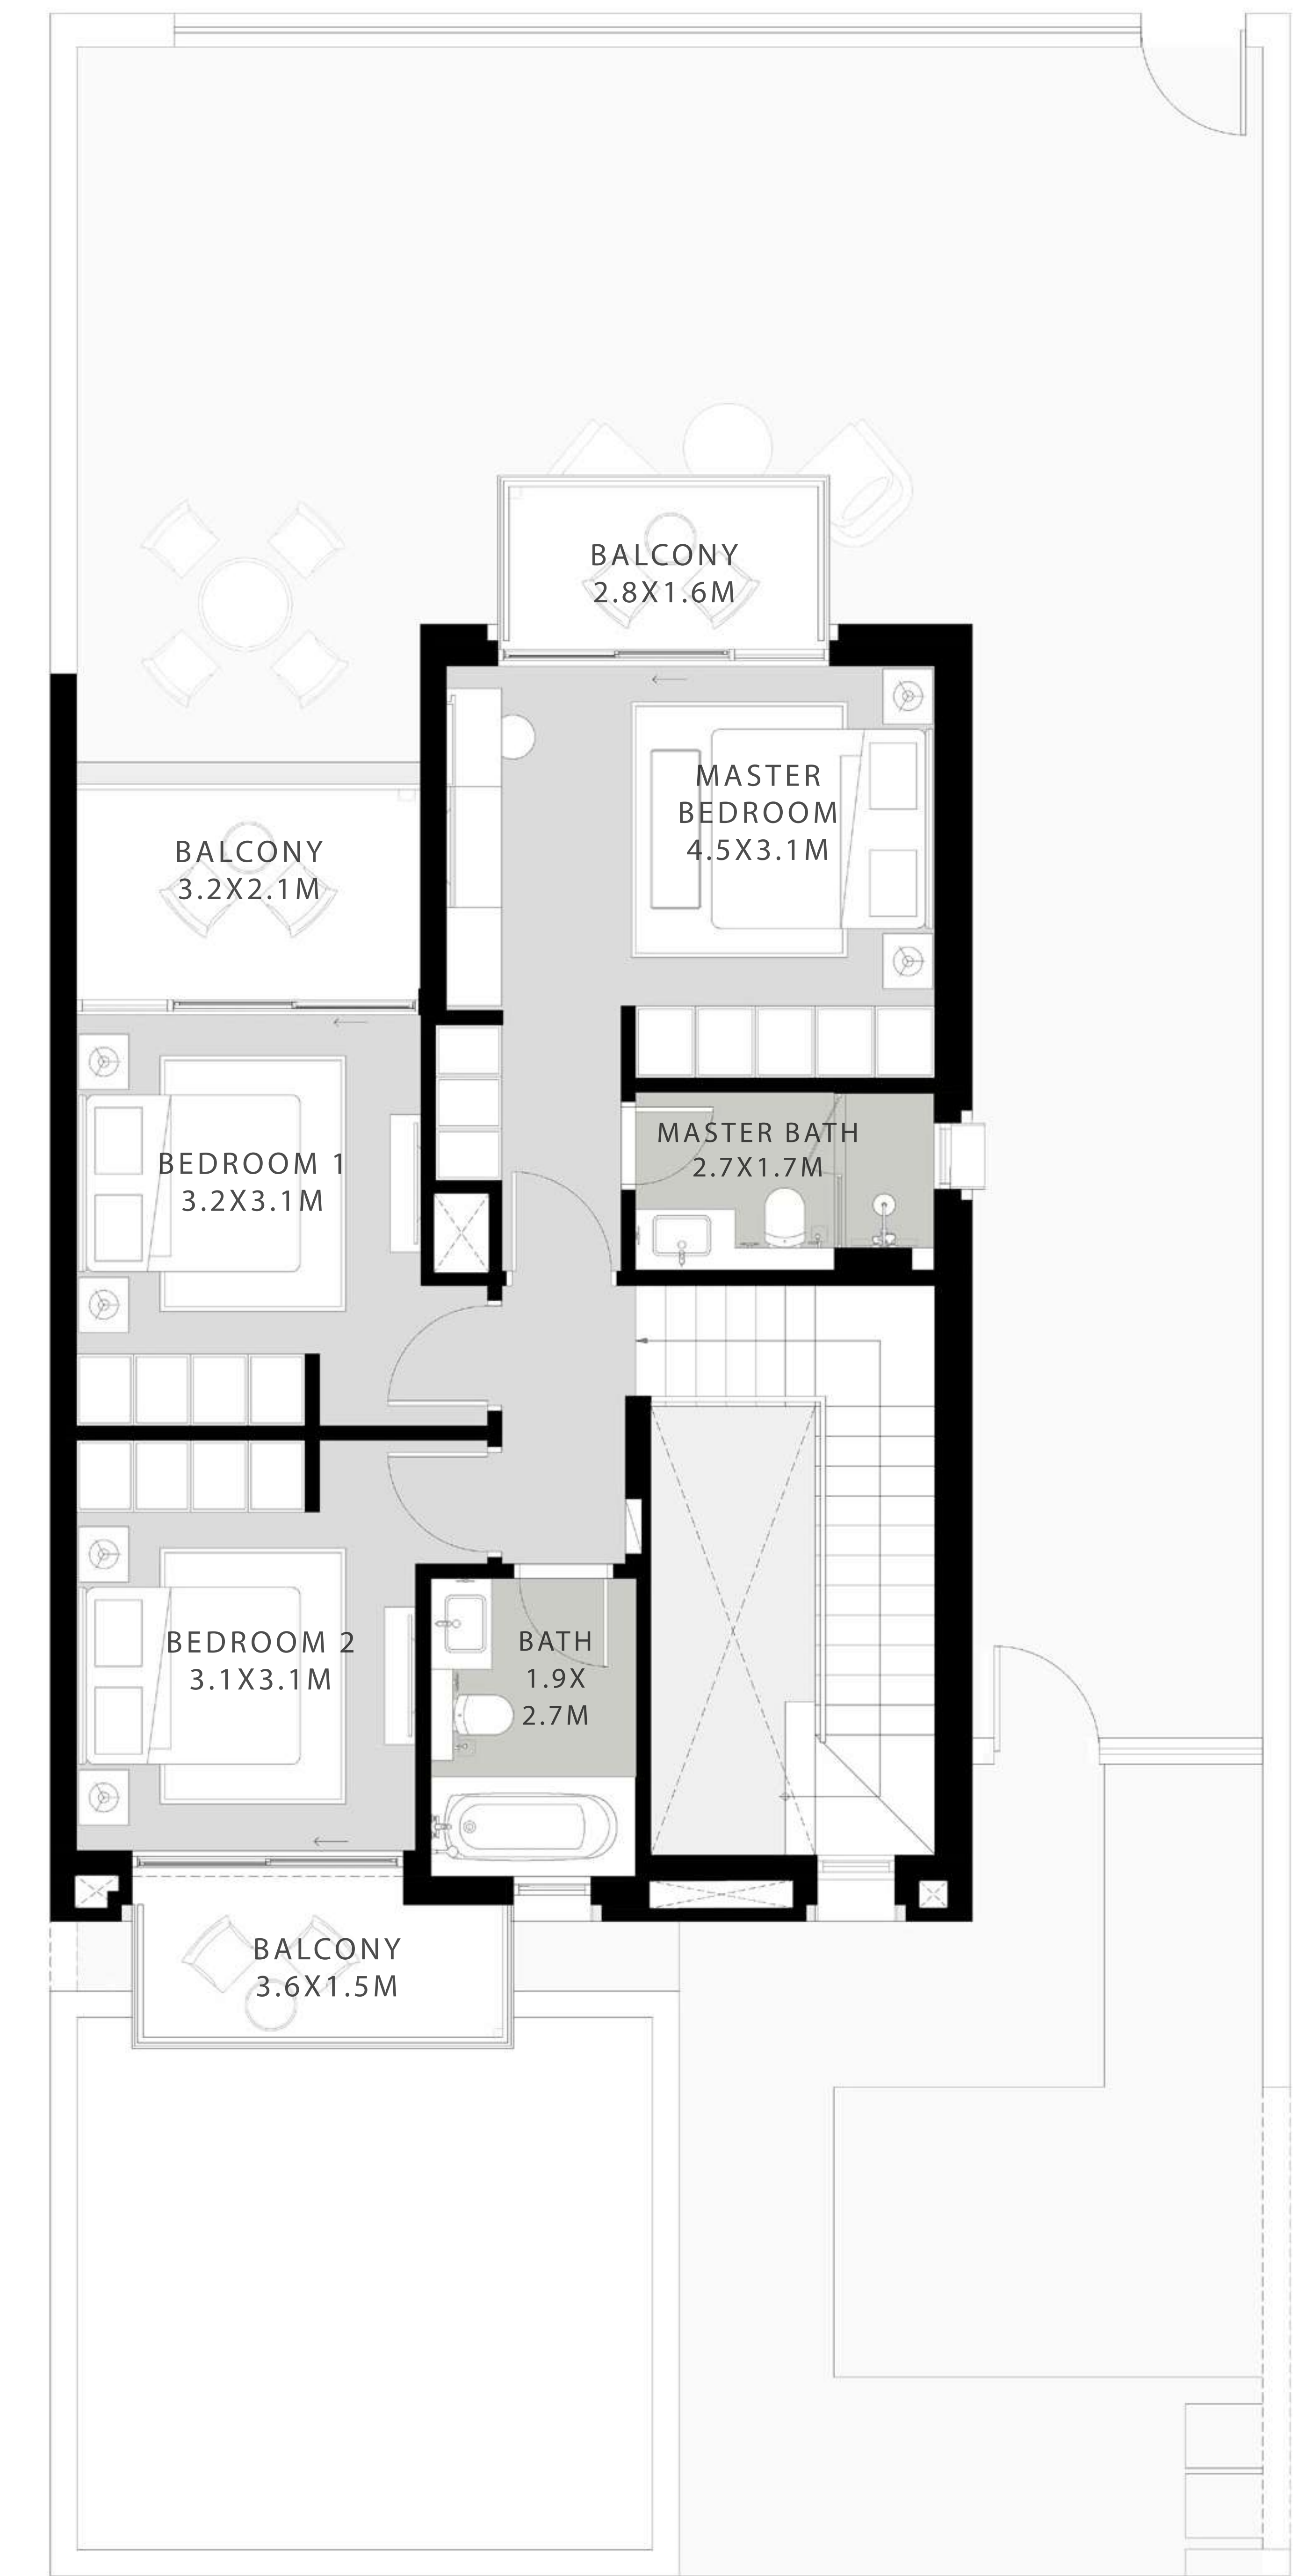 BALCONY
2.8X1.6M
MASTER
BEDROOM
4.5X3.1M
BALCONY
3.2X2.1M
MASTER BATH
2.7X1.7M
BEDROOM 1
3.2X3.1M
BEDROOM 2
3.1X3.1M
BATH
1.9X
2.7M
BALCONY
3.6X1.5M